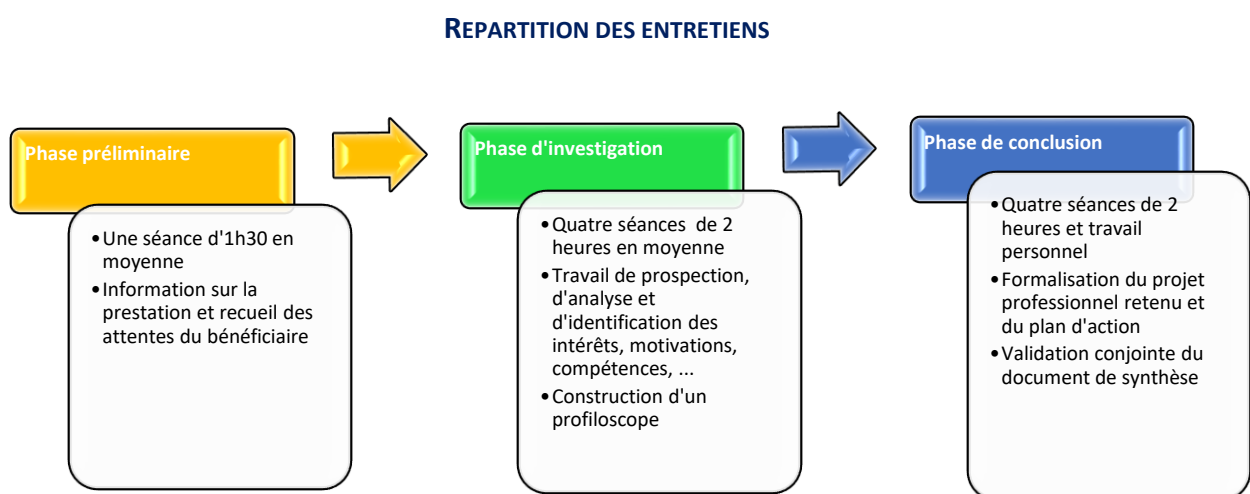 REPARTITION DES ENTRETIENS
Phase préliminaire
•Une séance d'1h30 en
moyenne
•Information sur la
prestation et recueil des
attentes du bénéficiaire
Phase d'investigation
•Quatre séances de 2
heures en moyenne
•Travail de prospection,
d'analyse et
d'identification des
intérêts, motivations,
compétences, ...
•Construction d'un
profiloscope
Phase de conclusion
•Quatre séances de 2
heures et travail
personnel
•Formalisation du projet
professionnel retenu et
du plan d'action
•Validation conjointe du
document de synthèse